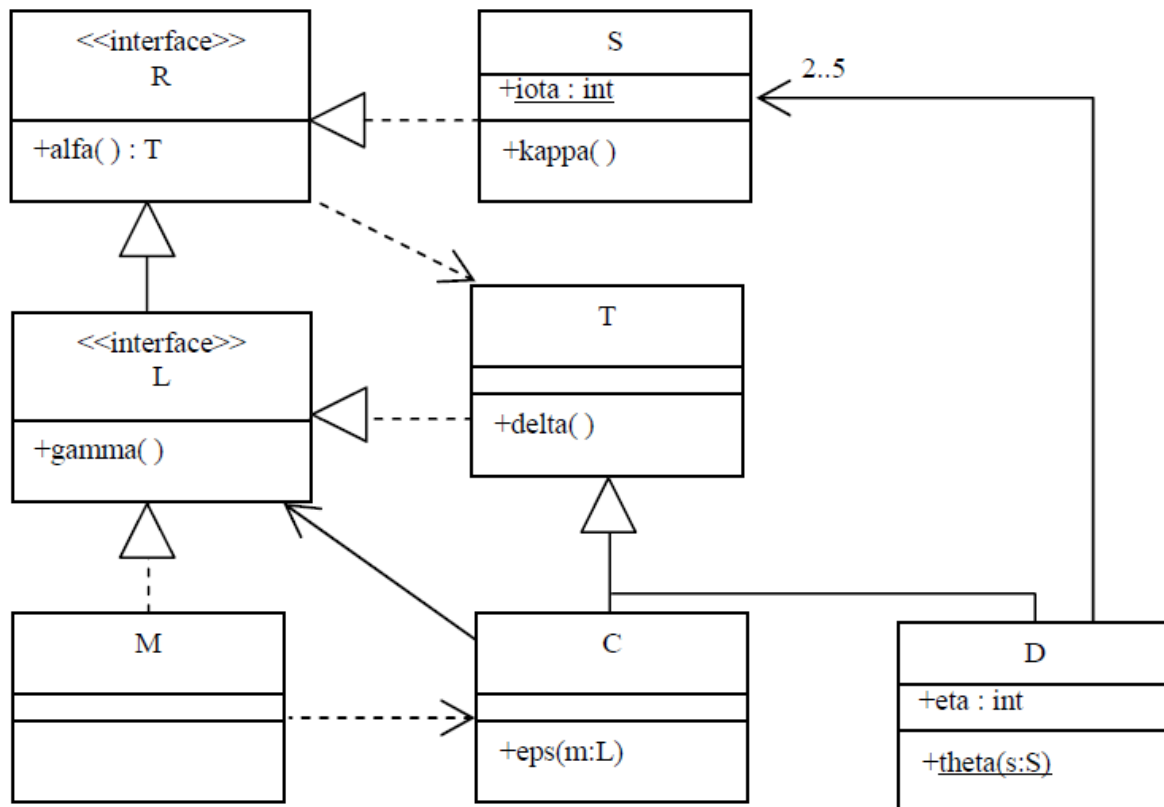 <<interface>>
R
+alfa( ) : T
S
+iota : int
+kappa( )
2..5
<<interface>>
L
+gamma( )
T
+delta( )
M
C
+eps(m:L)
D
+eta : int
+theta(s:S)